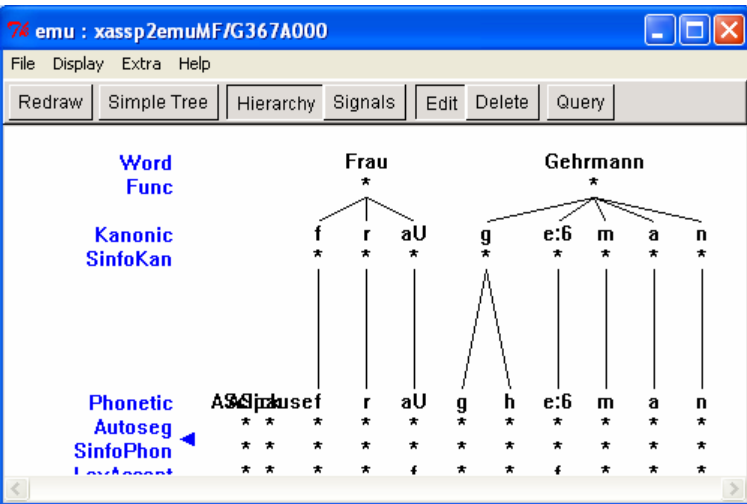 emu : xassp2emuMF/G367A000
File Display Extra Help
Redraw Simple Tree Hierarchy Signals Edit Delete Query
Word Frau Gehrmann
Func * *
Kanonic f r aU g e:6 m a n
SinfoKan * * * * * * * *
Phonetic f r aU g h e:6 m a n
Autoseg * * * * * * * * * * *
SinfoPhon * * * * * * * * * * *
* * * * f * * f * * *